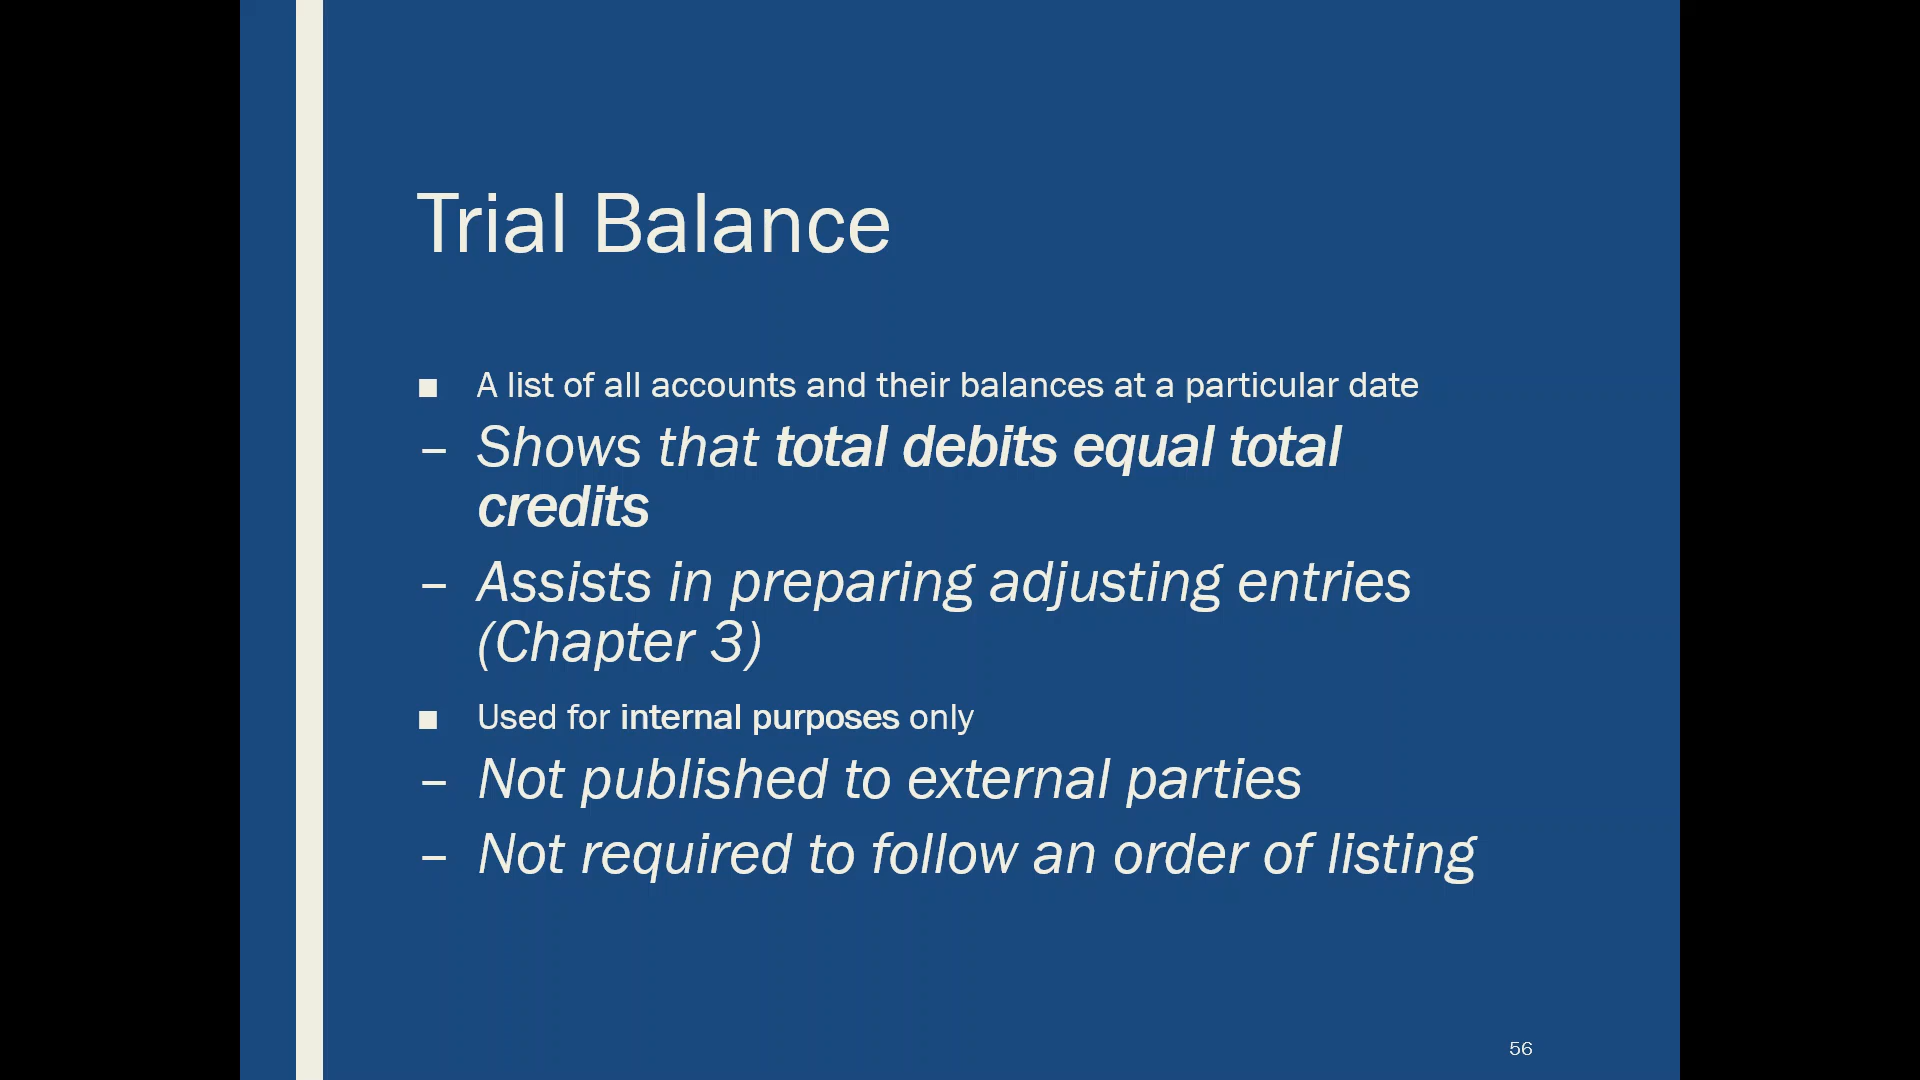 Trial Balance
■ A list of all accounts and their balances at a particular date
– Shows that total debits equal total
credits
– Assists in preparing adjusting entries
(Chapter 3)
■ Used for internal purposes only
– Not published to external parties
– Not required to follow an order of listing
56